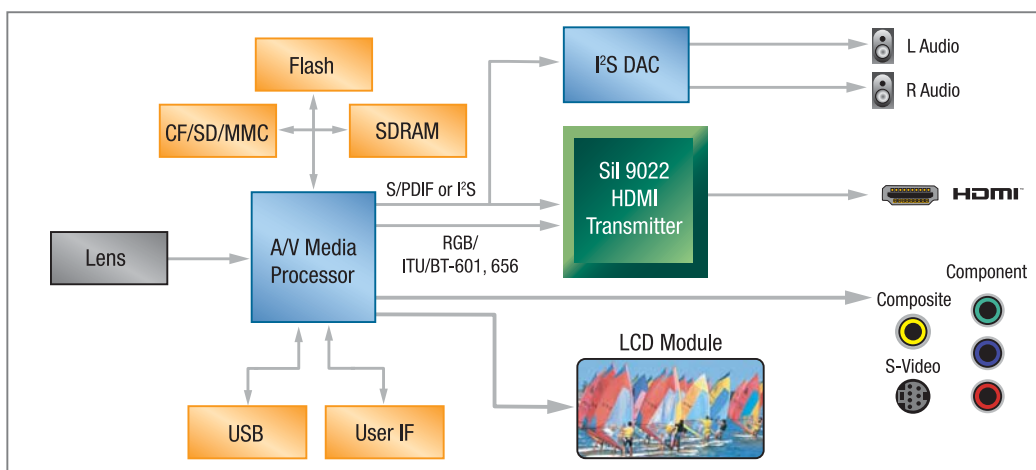 Flash
CF/SD/MMC
SDRAM
I²S DAC
L Audio
R Audio
S/PDIF or I²S
SiI 9022
HDMI
Transmitter
HDMI™
Lens
A/V Media
Processor
RGB/
ITU/BT-601, 656
Component
Composite
S-Video
LCD Module
USB
User IF